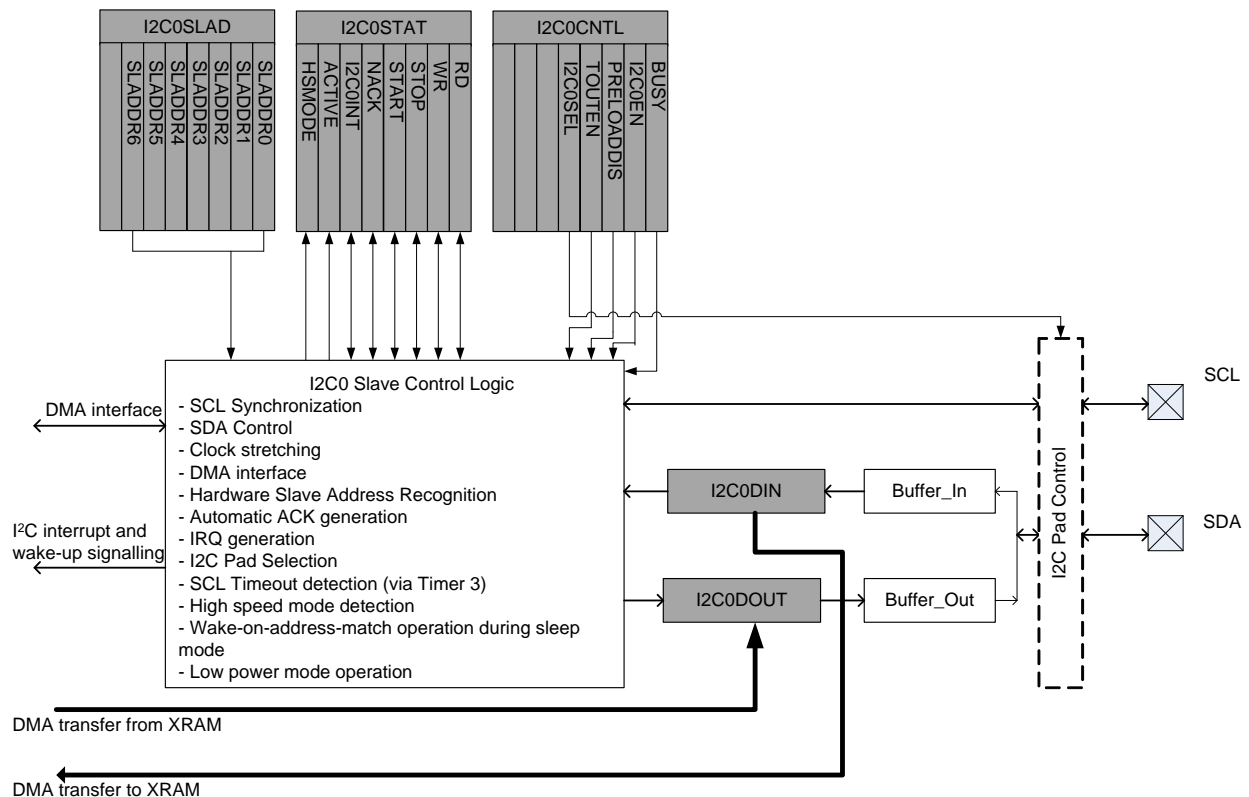 I2C0SLAD
I2C0STAT
I2C0CNTL
SLADDR6
SLADDR5
SLADDR4
SLADDR3
SLADDR2
SLADDR1
SLADDR0
HSMODE
ACTIVE
I2C0INT
NACK
START
STOP
WR
RD
I2C0SEL
TOUTEN
PRELOADDIS
I2C0EN
BUSY
I2C0 Slave Control Logic
- SCL Synchronization
- SDA Control
- Clock stretching
- DMA interface
- Hardware Slave Address Recognition
- Automatic ACK generation
- IRQ generation
- I2C Pad Selection
- SCL Timeout detection (via Timer 3)
- High speed mode detection
- Wake-on-address-match operation during sleep
mode
- Low power mode operation
DMA interface
I²C interrupt and
wake-up signalling
I2C0DIN
Buffer_In
I2C0DOUT
Buffer_Out
I2C Pad Control
SCL
SDA
DMA transfer from XRAM
DMA transfer to XRAM